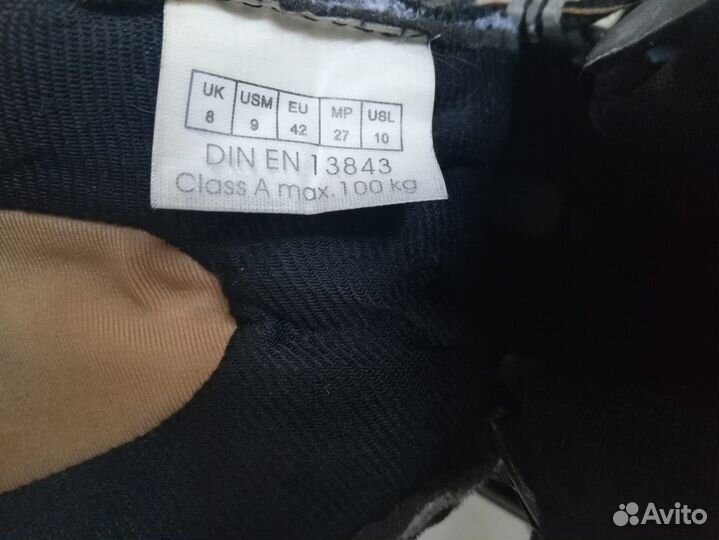 UK USM EU MP USL
8 9 42 27 10
DIN EN 13843
Class A max. 100 kg
Avito